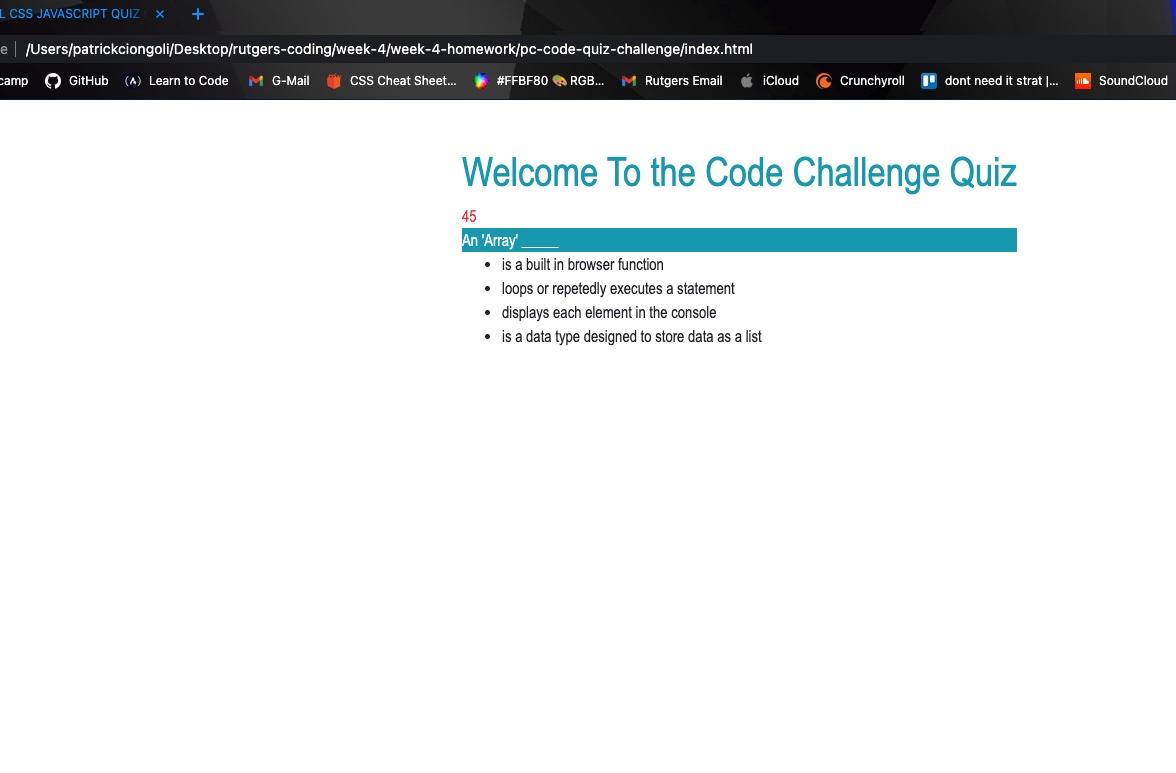 L CSS JAVASCRIPT QUIZ
/Users/patrickciongoli/Desktop/rutgers-coding/week-4/week-4-homework/pc-code-quiz-challenge/index.html
camp GitHub Learn to Code G-Mail CSS Cheat Sheet... #FFBF80 🎨 RGB... Rutgers Email iCloud Crunchyroll dont need it strat |... SoundCloud
Welcome To the Code Challenge Quiz
45
An 'Array' _____
• is a built in browser function
• loops or repetedly executes a statement
• displays each element in the console
• is a data type designed to store data as a list